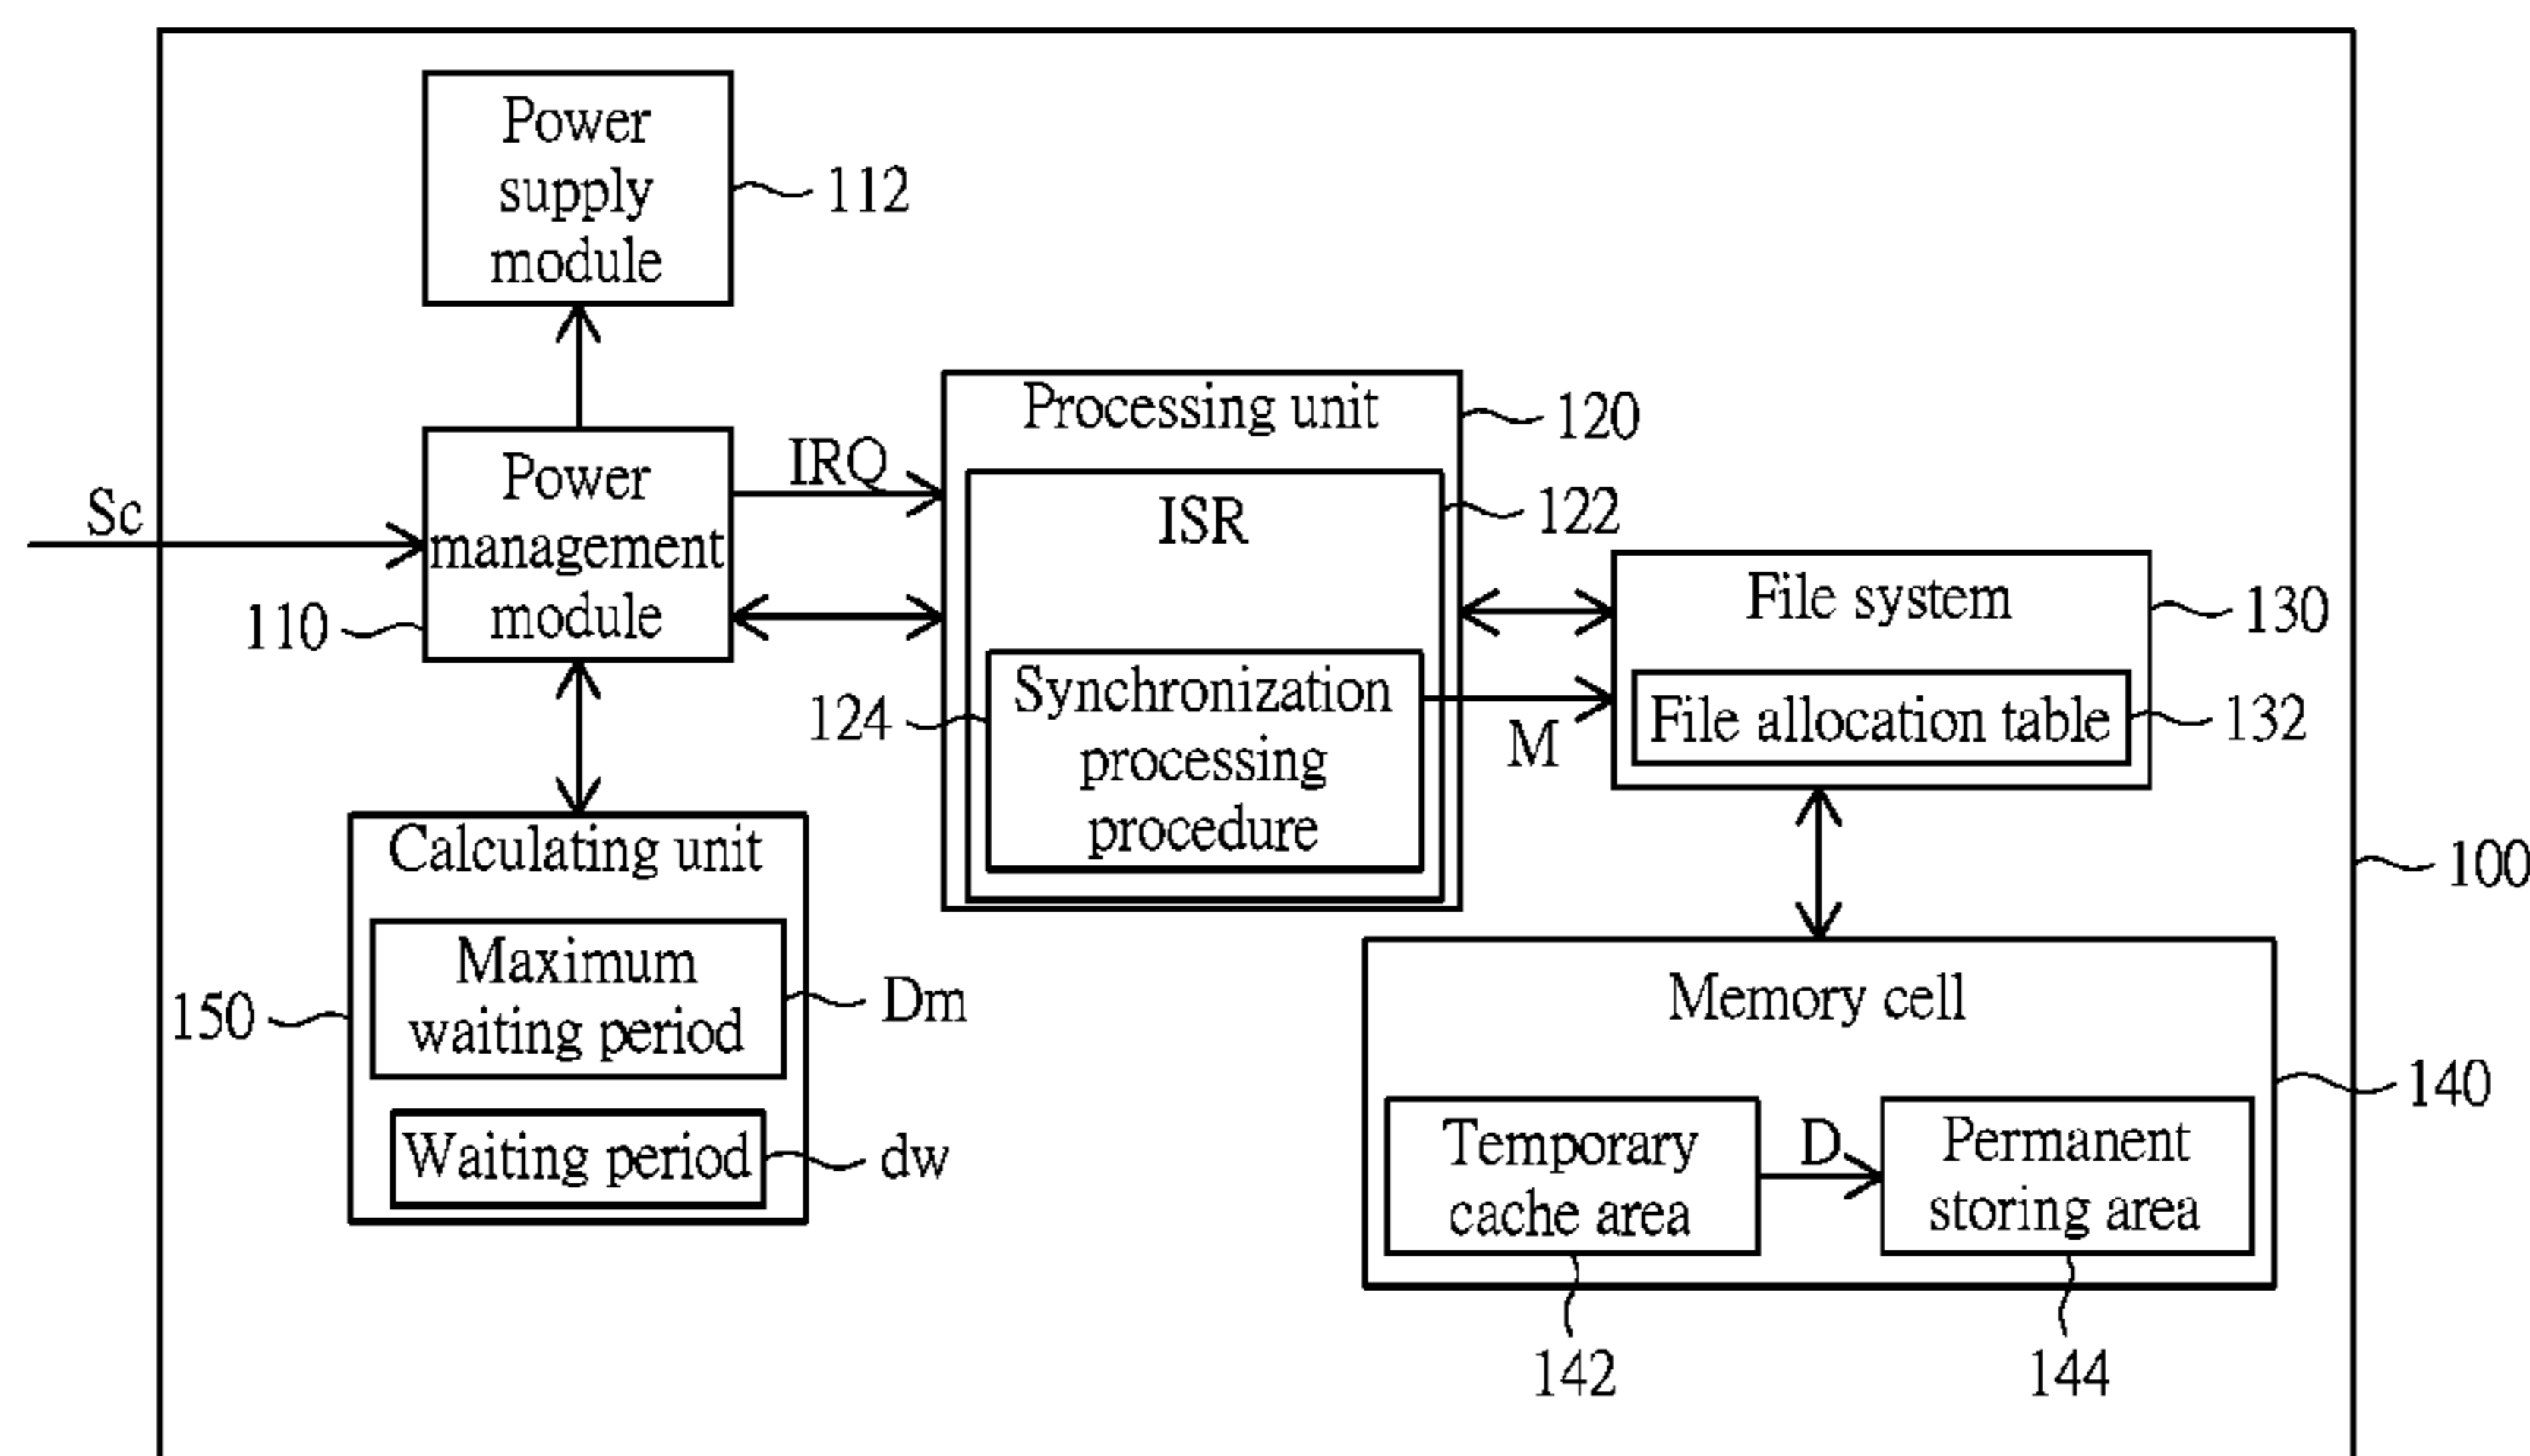 Power
supply
module
112
Sc
Power
management
module
110
IRQ
Processing unit
120
ISR
122
Synchronization
processing
procedure
124
M
File system
130
File allocation table
132
100
Calculating unit
Maximum
waiting period
150
Dm
Waiting period
dw
Memory cell
140
Temporary
cache area
D
Permanent
storing area
142
144